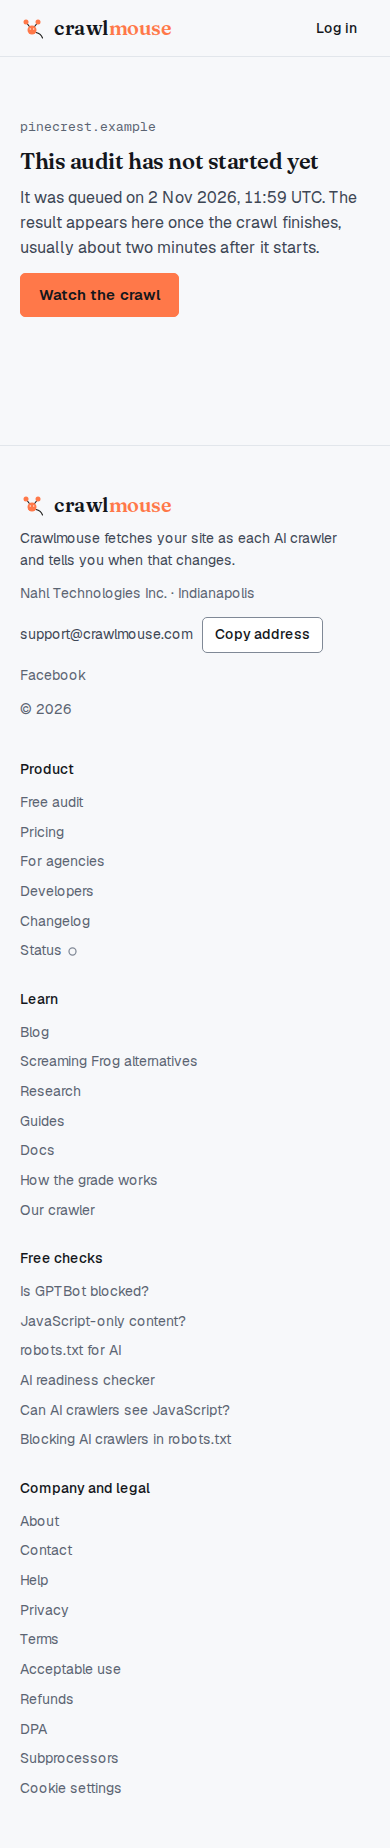 crawlmouse
Log in
pinecrest.example
This audit has not started yet
It was queued on 2 Nov 2026, 11:59 UTC. The
result appears here once the crawl finishes,
usually about two minutes after it starts.
Watch the crawl
crawlmouse
Crawlmouse fetches your site as each AI crawler
and tells you when that changes.
Nahl Technologies Inc. · Indianapolis
support@crawlmouse.com Copy address
Facebook
© 2026
Product
Free audit
Pricing
For agencies
Developers
Changelog
Status
Learn
Blog
Screaming Frog alternatives
Research
Guides
Docs
How the grade works
Our crawler
Free checks
Is GPTBot blocked?
JavaScript-only content?
robots.txt for AI
AI readiness checker
Can AI crawlers see JavaScript?
Blocking AI crawlers in robots.txt
Company and legal
About
Contact
Help
Privacy
Terms
Acceptable use
Refunds
DPA
Subprocessors
Cookie settings